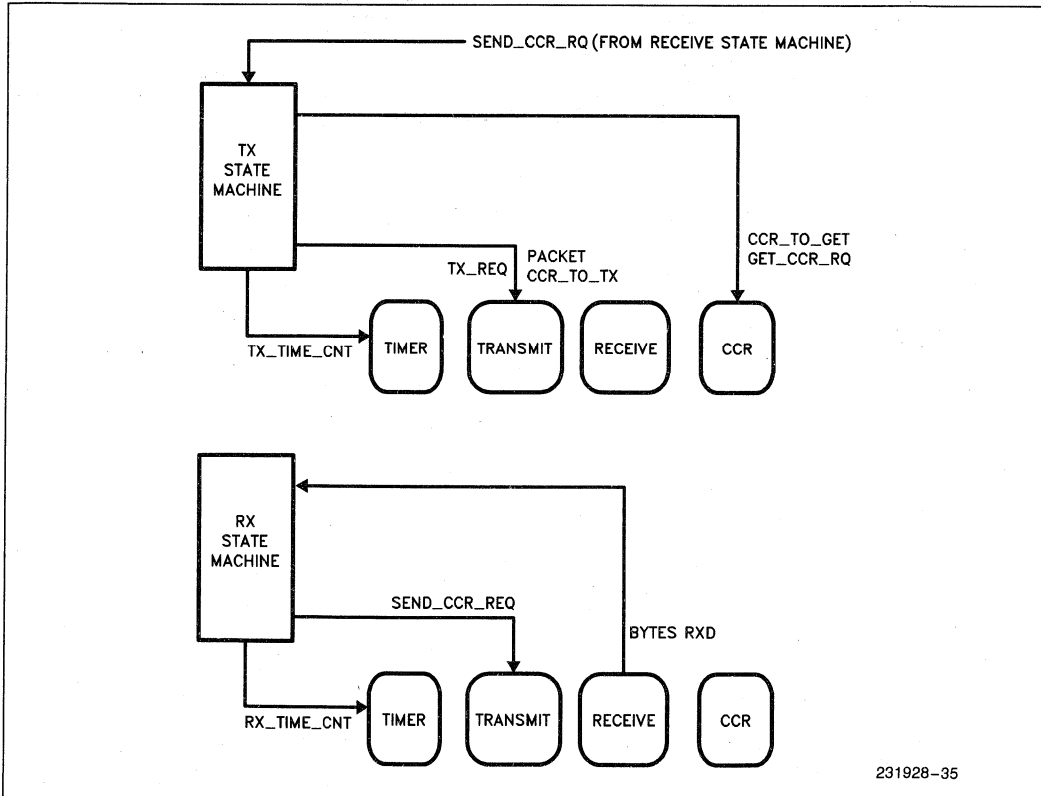 SEND_CCR_RQ (FROM RECEIVE STATE MACHINE)
TX
STATE
MACHINE
CCR_TO_GET
GET_CCR_RQ
TX_REQ
PACKET
CCR_TO_TX
TX_TIME_CNT
TIMER
TRANSMIT
RECEIVE
CCR
RX
STATE
MACHINE
SEND_CCR_REQ
BYTES RXD
RX_TIME_CNT
TIMER
TRANSMIT
RECEIVE
CCR
231928-35